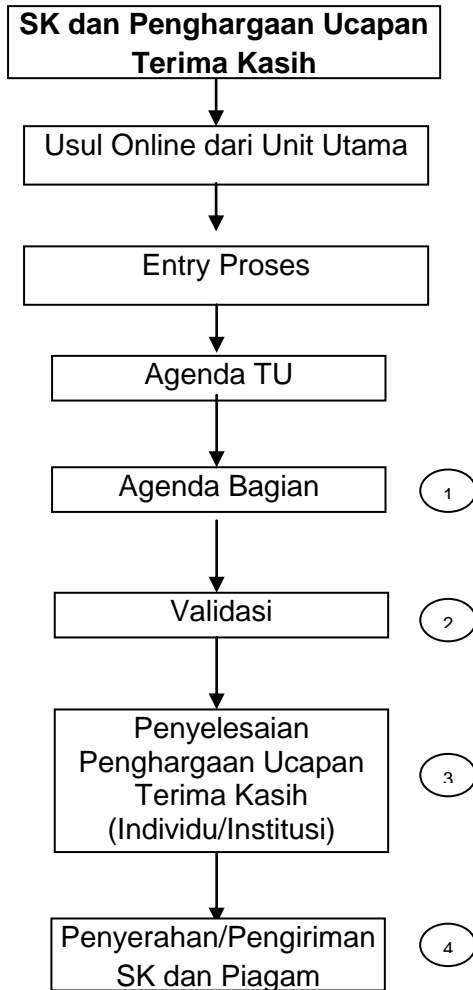 SK dan Penghargaan Ucapan
Terima Kasih
Usul Online dari Unit Utama
Entry Proses
Agenda TU
Agenda Bagian
1
Validasi
2
Penyelesaian
Penghargaan Ucapan
Terima Kasih
(Individu/Institusi)
3
Penyerahan/Pengiriman
SK dan Piagam
4